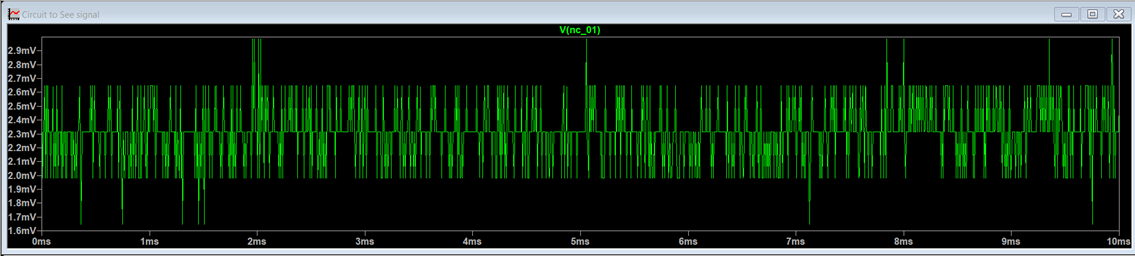 Circuit to See signal
V(nc_01)
2.9mV
2.8mV
2.7mV
2.6mV
2.5mV
2.4mV
2.3mV
2.2mV
2.1mV
2.0mV
1.9mV
1.8mV
1.7mV
1.6mV
0ms 1ms 2ms 3ms 4ms 5ms 6ms 7ms 8ms 9ms 10ms